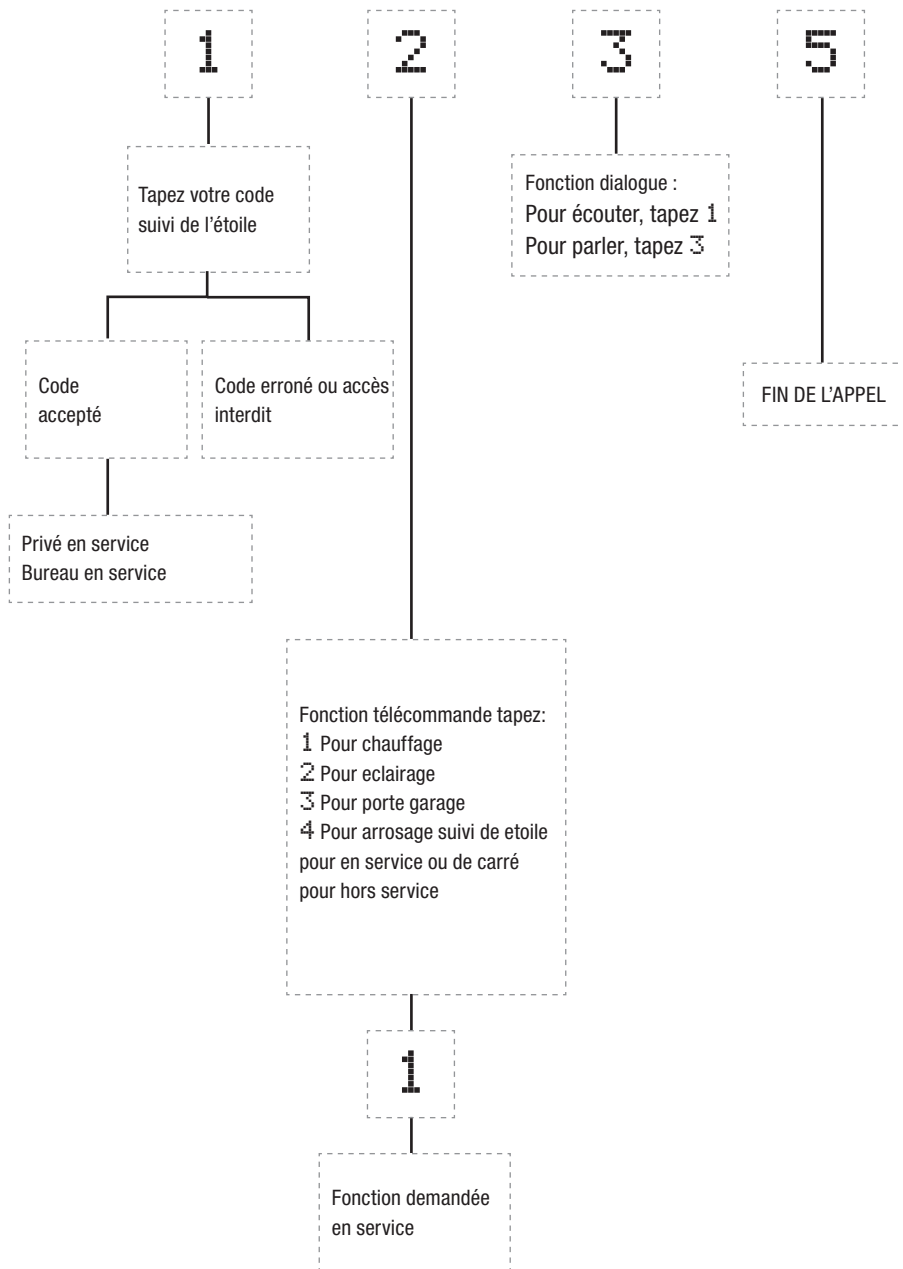 1
2
3
5
Tapez votre code
suivi de l'étoile
Fonction dialogue :
Pour écouter, tapez 1
Pour parler, tapez 3
Code
accepté
Code erroné ou accès
interdit
FIN DE L'APPEL
Privé en service
Bureau en service
Fonction télécommande tapez:
1 Pour chauffage
2 Pour eclairage
3 Pour porte garage
4 Pour arrosage suivi de etoile
pour en service ou de carré
pour hors service
1
Fonction demandée
en service